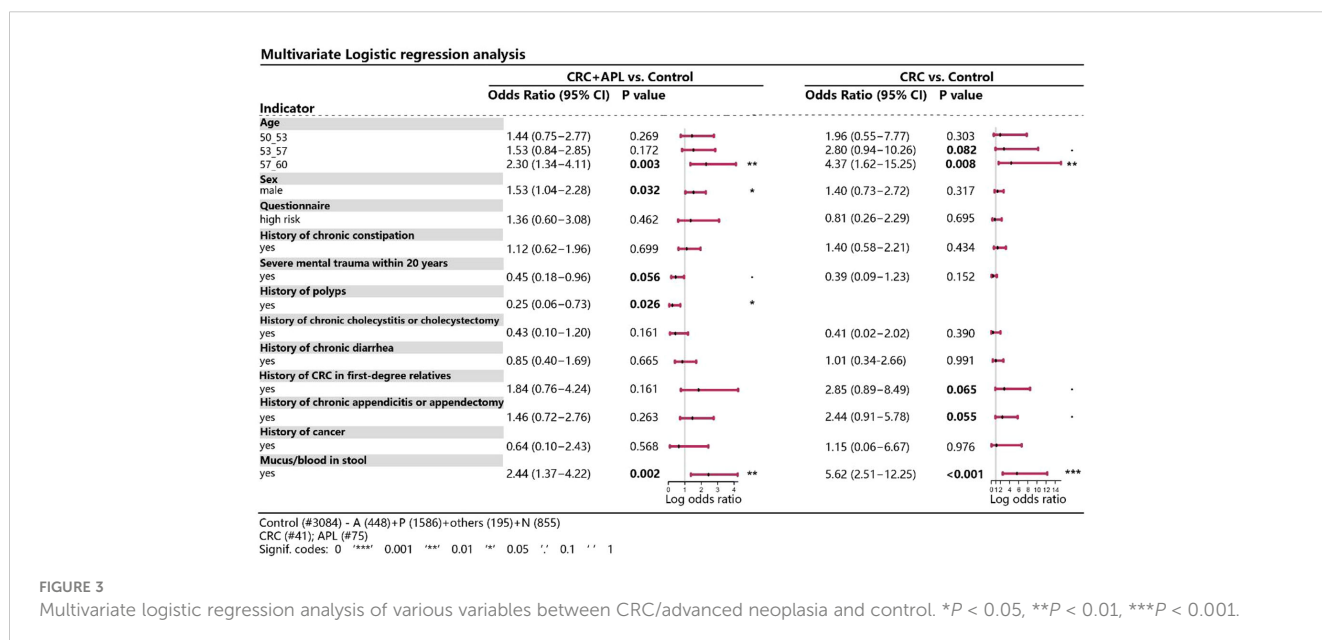 Multivariate Logistic regression analysis
CRC+APL vs. Control CRC vs. Control
Indicator Odds Ratio (95% CI) P value Odds Ratio (95% CI) P value
Age
50_53 1.44 (0.75–2.77) 0.269 1.96 (0.55–7.77) 0.303
53_57 1.53 (0.84–2.85) 0.172 2.80 (0.94–10.26) 0.082 .
57_60 2.30 (1.34–4.11) 0.003 ** 4.37 (1.62–15.25) 0.008 **
Sex
male 1.53 (1.04–2.28) 0.032 * 1.40 (0.73–2.72) 0.317
Questionnaire
high risk 1.36 (0.60–3.08) 0.462 0.81 (0.26–2.29) 0.695
History of chronic constipation
yes 1.12 (0.62–1.96) 0.699 1.40 (0.58–2.21) 0.434
Severe mental trauma within 20 years
yes 0.45 (0.18–0.96) 0.056 . 0.39 (0.09–1.23) 0.152
History of polyps
yes 0.25 (0.06–0.73) 0.026 *
History of chronic cholecystitis or cholecystectomy
yes 0.43 (0.10–1.20) 0.161 0.41 (0.02–2.02) 0.390
History of chronic diarrhea
yes 0.85 (0.40–1.69) 0.665 1.01 (0.34-2.66) 0.991
History of CRC in first-degree relatives
yes 1.84 (0.76–4.24) 0.161 2.85 (0.89–8.49) 0.065 .
History of chronic appendicitis or appendectomy
yes 1.46 (0.72–2.76) 0.263 2.44 (0.91–5.78) 0.055 .
History of cancer
yes 0.64 (0.10–2.43) 0.568 1.15 (0.06–6.67) 0.976
Mucus/blood in stool
yes 2.44 (1.37–4.22) 0.002 ** 5.62 (2.51–12.25) <0.001 ***
0 1 2 3 4 0 1 2 4 6 8 10 12 14
Log odds ratio Log odds ratio
Control (#3084) - A (448)+P (1586)+others (195)+N (855)
CRC (#41); APL (#75)
Signif. codes: 0 '***' 0.001 '**' 0.01 '*' 0.05 '.' 0.1 ' ' 1
FIGURE 3
Multivariate logistic regression analysis of various variables between CRC/advanced neoplasia and control. *P < 0.05, **P < 0.01, ***P < 0.001.